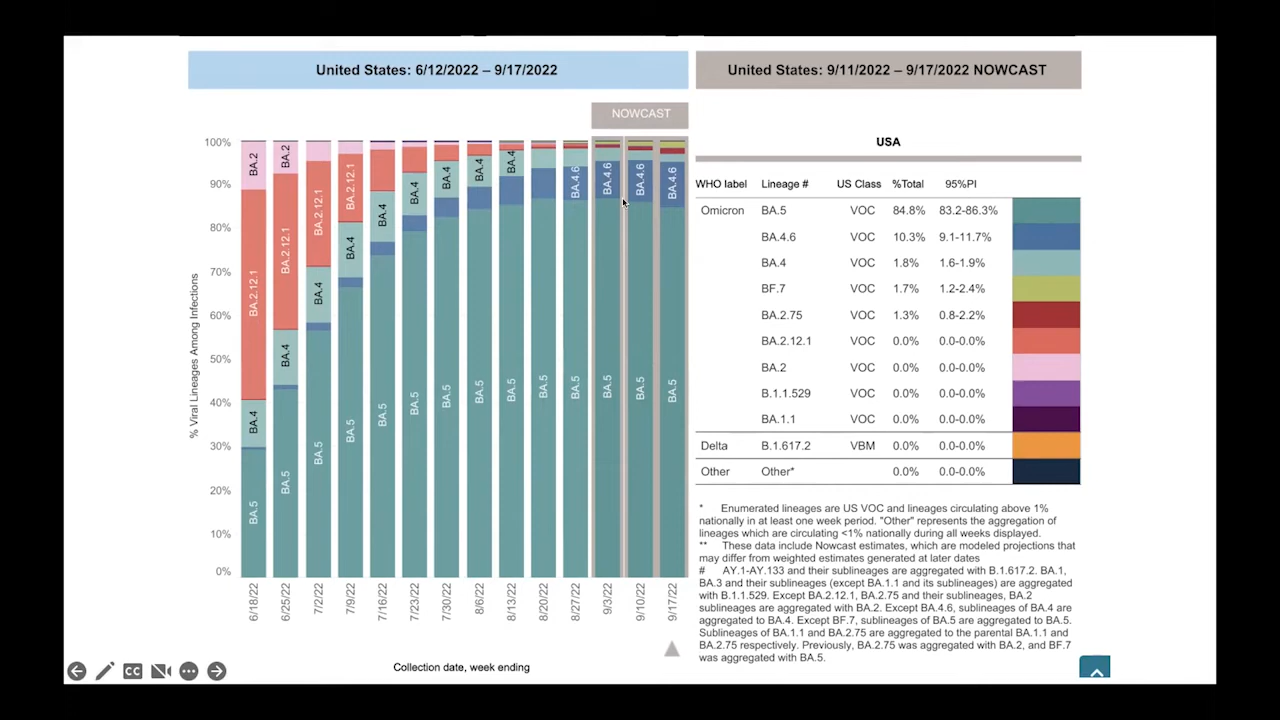 United States: 6/12/2022 – 9/17/2022
United States: 9/11/2022 – 9/17/2022 NOWCAST
NOWCAST
% Viral Lineages Among Infections
100%
90%
80%
70%
60%
50%
40%
30%
20%
10%
0%
BA.2
BA.2.12.1
BA.4
BA.5
BA.2
BA.2.12.1
BA.4
BA.5
BA.2.12.1
BA.4
BA.5
BA.2.12.1
BA.4
BA.5
BA.4
BA.5
BA.4
BA.5
BA.4
BA.5
BA.4
BA.5
BA.4
BA.5
BA.5
BA.4.6
BA.5
BA.4.6
BA.5
BA.4.6
BA.5
BA.4.6
BA.5
6/18/22
6/25/22
7/2/22
7/9/22
7/16/22
7/23/22
7/30/22
8/6/22
8/13/22
8/20/22
8/27/22
9/3/22
9/10/22
9/17/22
Collection date, week ending
CC
USA
WHO label Lineage # US Class %Total 95%PI
Omicron BA.5 VOC 84.8% 83.2-86.3%
BA.4.6 VOC 10.3% 9.1-11.7%
BA.4 VOC 1.8% 1.6-1.9%
BF.7 VOC 1.7% 1.2-2.4%
BA.2.75 VOC 1.3% 0.8-2.2%
BA.2.12.1 VOC 0.0% 0.0-0.0%
BA.2 VOC 0.0% 0.0-0.0%
B.1.1.529 VOC 0.0% 0.0-0.0%
BA.1.1 VOC 0.0% 0.0-0.0%
Delta B.1.617.2 VBM 0.0% 0.0-0.0%
Other Other* 0.0% 0.0-0.0%
* Enumerated lineages are US VOC and lineages circulating above 1%
nationally in at least one week period. "Other" represents the aggregation of
lineages which are circulating <1% nationally during all weeks displayed.
** These data include Nowcast estimates, which are modeled projections that
may differ from weighted estimates generated at later dates
# AY.1-AY.133 and their sublineages are aggregated with B.1.617.2. BA.1,
BA.3 and their sublineages (except BA.1.1 and its sublineages) are aggregated
with B.1.1.529. Except BA.2.12.1, BA.2.75 and their sublineages, BA.2
sublineages are aggregated with BA.2. Except BA.4.6, sublineages of BA.4 are
aggregated to BA.4. Except BF.7, sublineages of BA.5 are aggregated to BA.5.
Sublineages of BA.1.1 and BA.2.75 are aggregated to the parental BA.1.1 and
BA.2.75 respectively. Previously, BA.2.75 was aggregated with BA.2, and BF.7
was aggregated with BA.5.